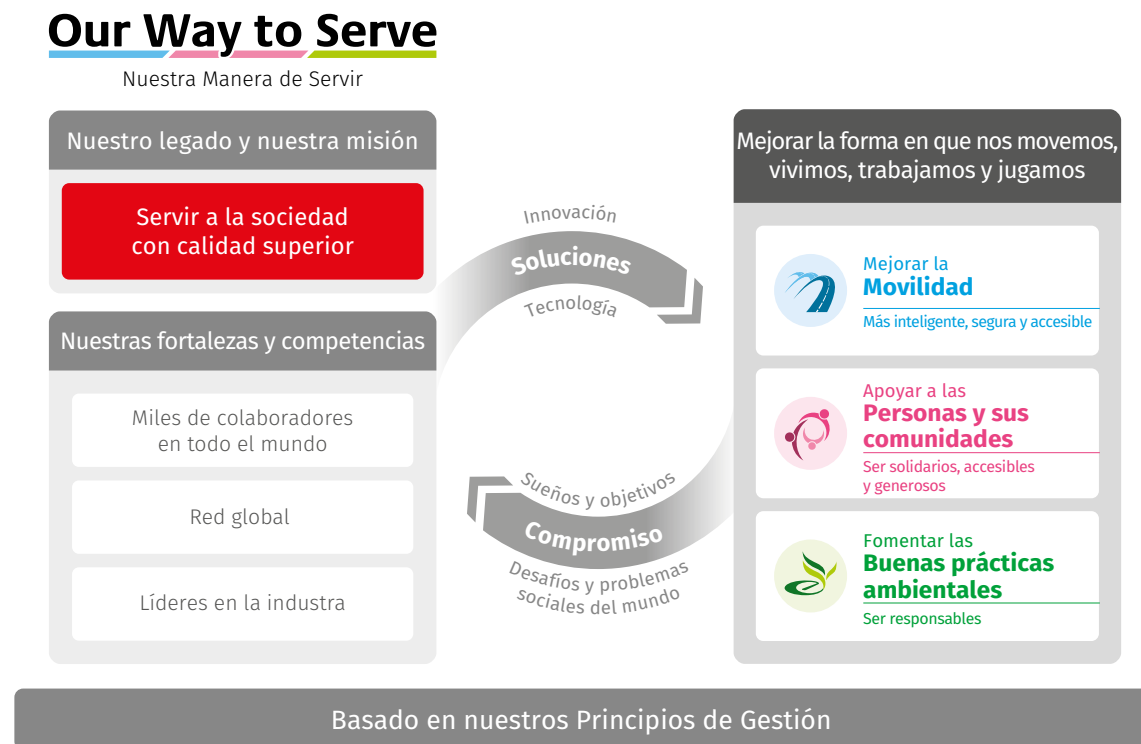 Our Way to Serve
Nuestra Manera de Servir
Nuestro legado y nuestra misión
Servir a la sociedad
con calidad superior
Nuestras fortalezas y competencias
Miles de colaboradores
en todo el mundo
Red global
Líderes en la industra
Innovación
Soluciones
Tecnología
Sueños y objetivos
Compromiso
Desafíos y problemas
sociales del mundo
Mejorar la forma en que nos movemos,
vivimos, trabajamos y jugamos
Mejorar la
Movilidad
Más inteligente, segura y accesible
Apoyar a las
Personas y sus
comunidades
Ser solidarios, accesibles
y generosos
Fomentar las
Buenas prácticas
ambientales
Ser responsables
Basado en nuestros Principios de Gestión